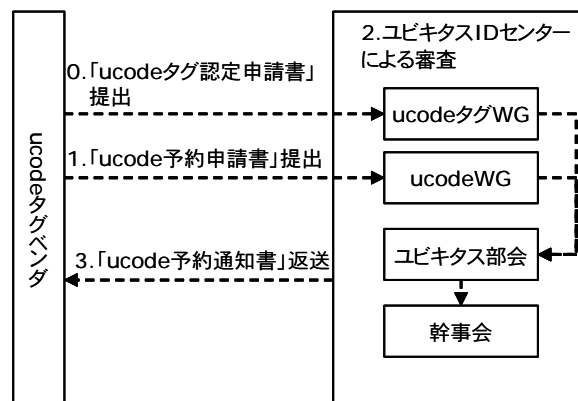 2.ユビキタスIDセンター
による審査
0.「ucodeタグ認定申請書」
提出
ucodeタグWG
1.「ucode予約申請書」提出
ucodeWG
ucodeタグベンダ
3.「ucode予約通知書」返送
ユビキタス部会
幹事会